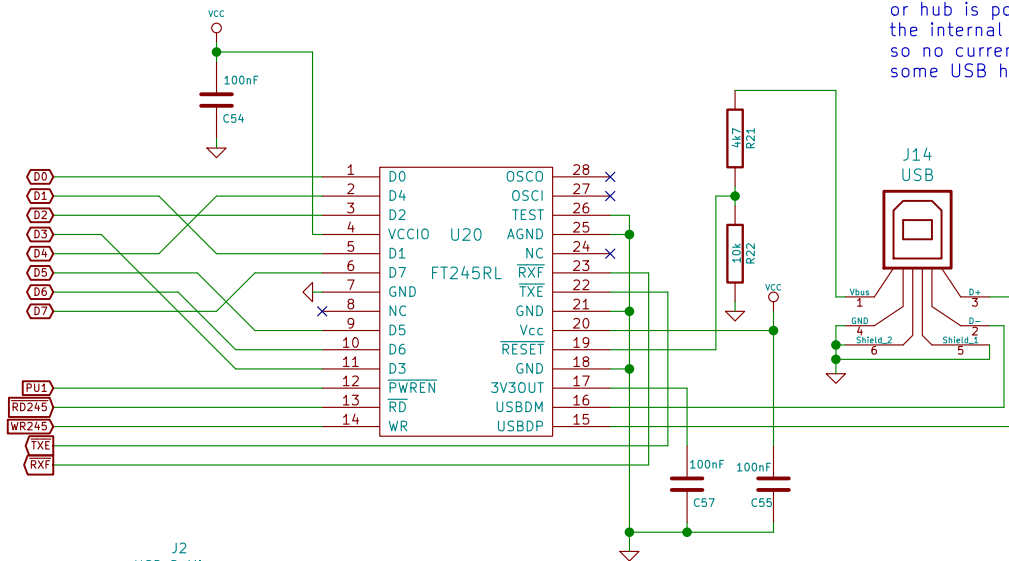 or hub is po
the internal
so no curren
some USB h
VCC
100nF
C54
4k7
R21
J14
USB
D0
D1
D2
D3
D4
D5
D6
D7
PU1
RD245
WR245
TXE
RXF
1 D0 OSCO 28
2 D4 OSCI 27
3 D2 TEST 26
4 VCCIO U20 AGND 25
5 D1 NC 24
6 D7 FT245RL RXF 23
7 GND TXE 22
8 NC GND 21
9 D5 Vcc 20
10 D6 RESET 19
11 D3 GND 18
12 PWREN 3V3OUT 17
13 RD USBDM 16
14 WR USBDP 15
10k
R22
VCC
Vbus D+
1 3
GND D-
4 2
Shield_2 Shield_1
6 5
100nF 100nF
C57 C55
J2